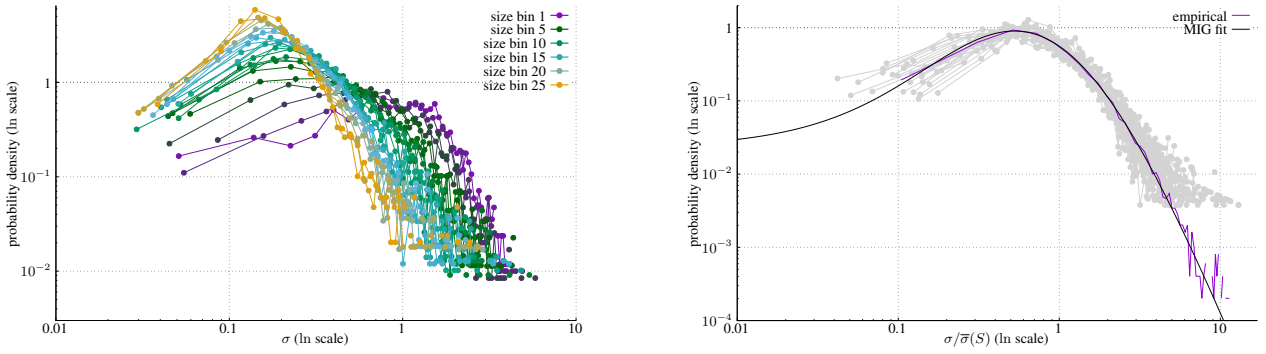 probability density (ln scale)
1
10⁻¹
10⁻²
0.01
0.1
1
10
σ (ln scale)
size bin 1
size bin 5
size bin 10
size bin 15
size bin 20
size bin 25
probability density (ln scale)
1
10⁻¹
10⁻²
10⁻³
10⁻⁴
0.01
0.1
1
10
σ/σ̅(S) (ln scale)
empirical
MIG fit